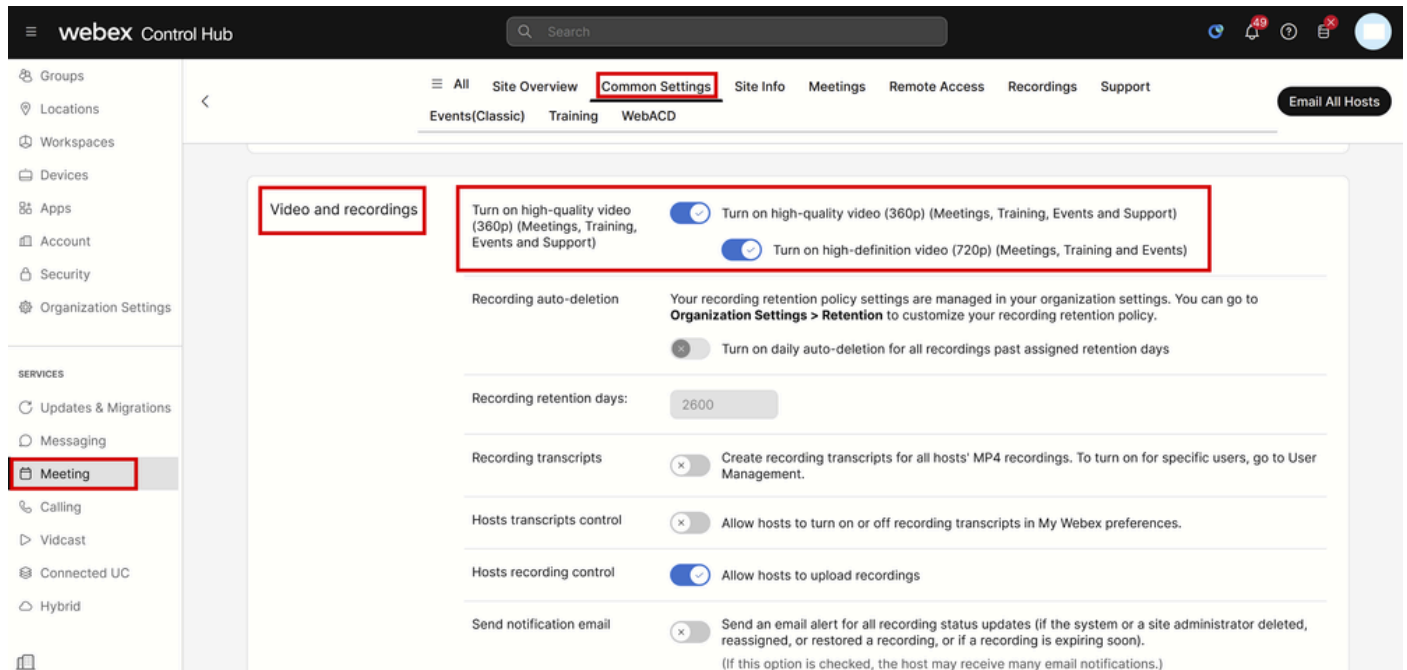 webex Control Hub
Search
49
Groups
Locations
Workspaces
Devices
Apps
Account
Security
Organization Settings
SERVICES
Updates & Migrations
Messaging
Meeting
Calling
Vidcast
Connected UC
Hybrid
All Site Overview Common Settings Site Info Meetings Remote Access Recordings Support
Events(Classic) Training WebACD
Email All Hosts
Video and recordings
Turn on high-quality video
(360p) (Meetings, Training,
Events and Support)
Turn on high-quality video (360p) (Meetings, Training, Events and Support)
Turn on high-definition video (720p) (Meetings, Training and Events)
Recording auto-deletion
Your recording retention policy settings are managed in your organization settings. You can go to
Organization Settings > Retention to customize your recording retention policy.
Turn on daily auto-deletion for all recordings past assigned retention days
Recording retention days:
2600
Recording transcripts
Create recording transcripts for all hosts' MP4 recordings. To turn on for specific users, go to User
Management.
Hosts transcripts control
Allow hosts to turn on or off recording transcripts in My Webex preferences.
Hosts recording control
Allow hosts to upload recordings
Send notification email
Send an email alert for all recording status updates (if the system or a site administrator deleted,
reassigned, or restored a recording, or if a recording is expiring soon).
(If this option is checked, the host may receive many email notifications.)